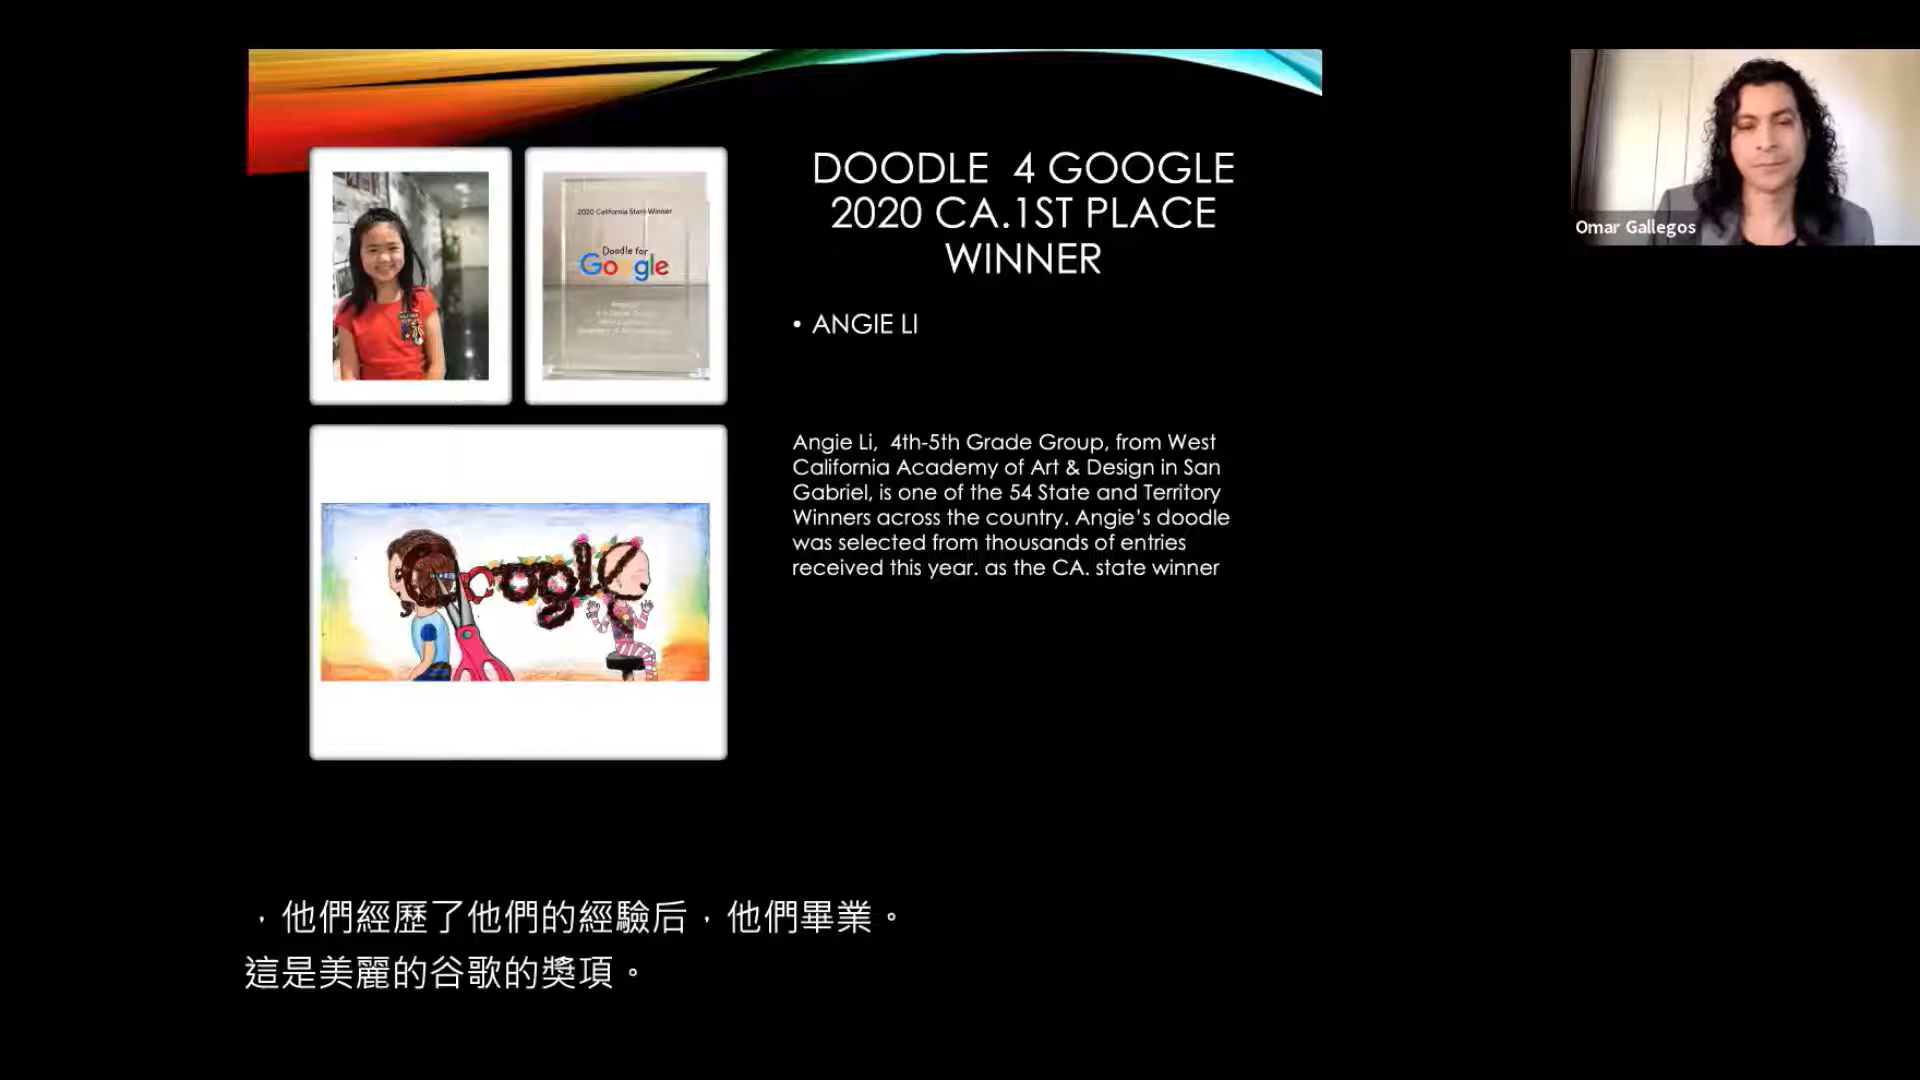 DOODLE 4 GOOGLE
2020 CA.1ST PLACE
WINNER
• ANGIE LI
Angie Li, 4th-5th Grade Group, from West
California Academy of Art & Design in San
Gabriel, is one of the 54 State and Territory
Winners across the country. Angie's doodle
was selected from thousands of entries
received this year. as the CA. state winner
2020 California State Winner
Doodle for
Google
Google
Omar Gallegos
，他們經歷了他們的經驗后，他們畢業。
這是美麗的谷歌的獎項。